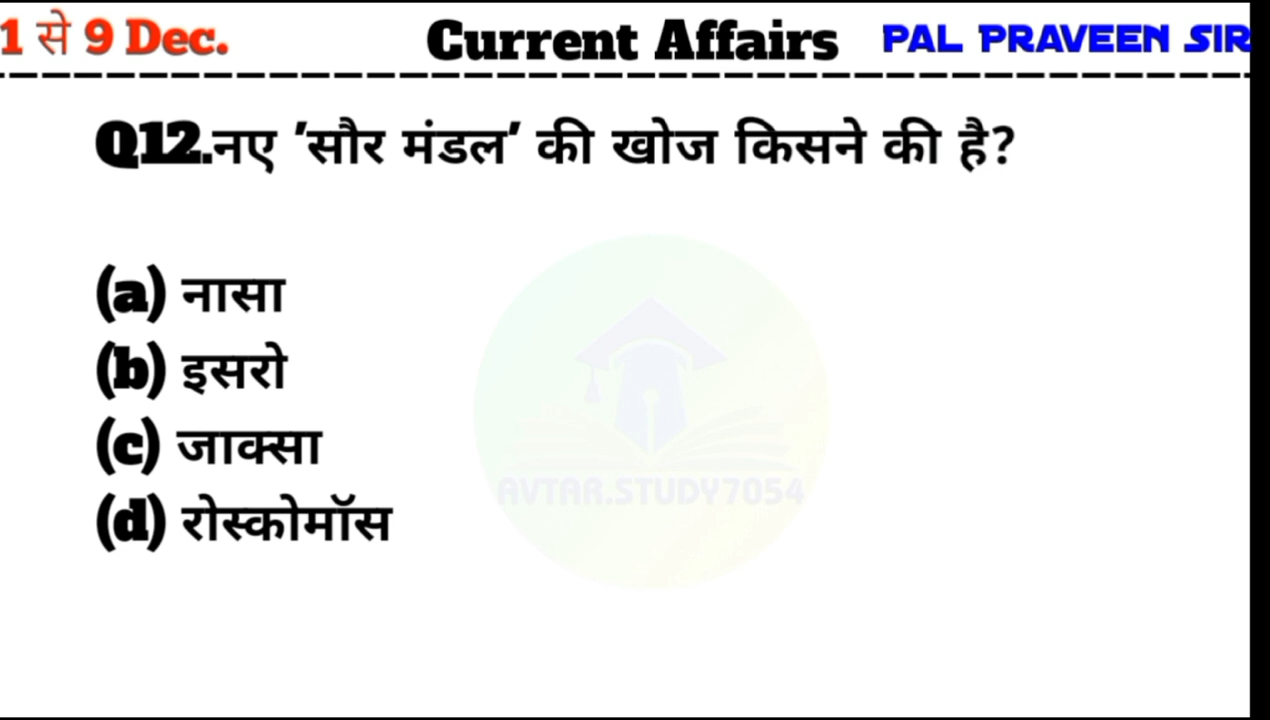 1 से 9 Dec. Current Affairs PAL PRAVEEN SIR
Q12.नए 'सौर मंडल' की खोज किसने की है?
(a) नासा
(b) इसरो
(c) जाक्सा
(d) रोस्कोमॉस
AVTAR.STUDY7054